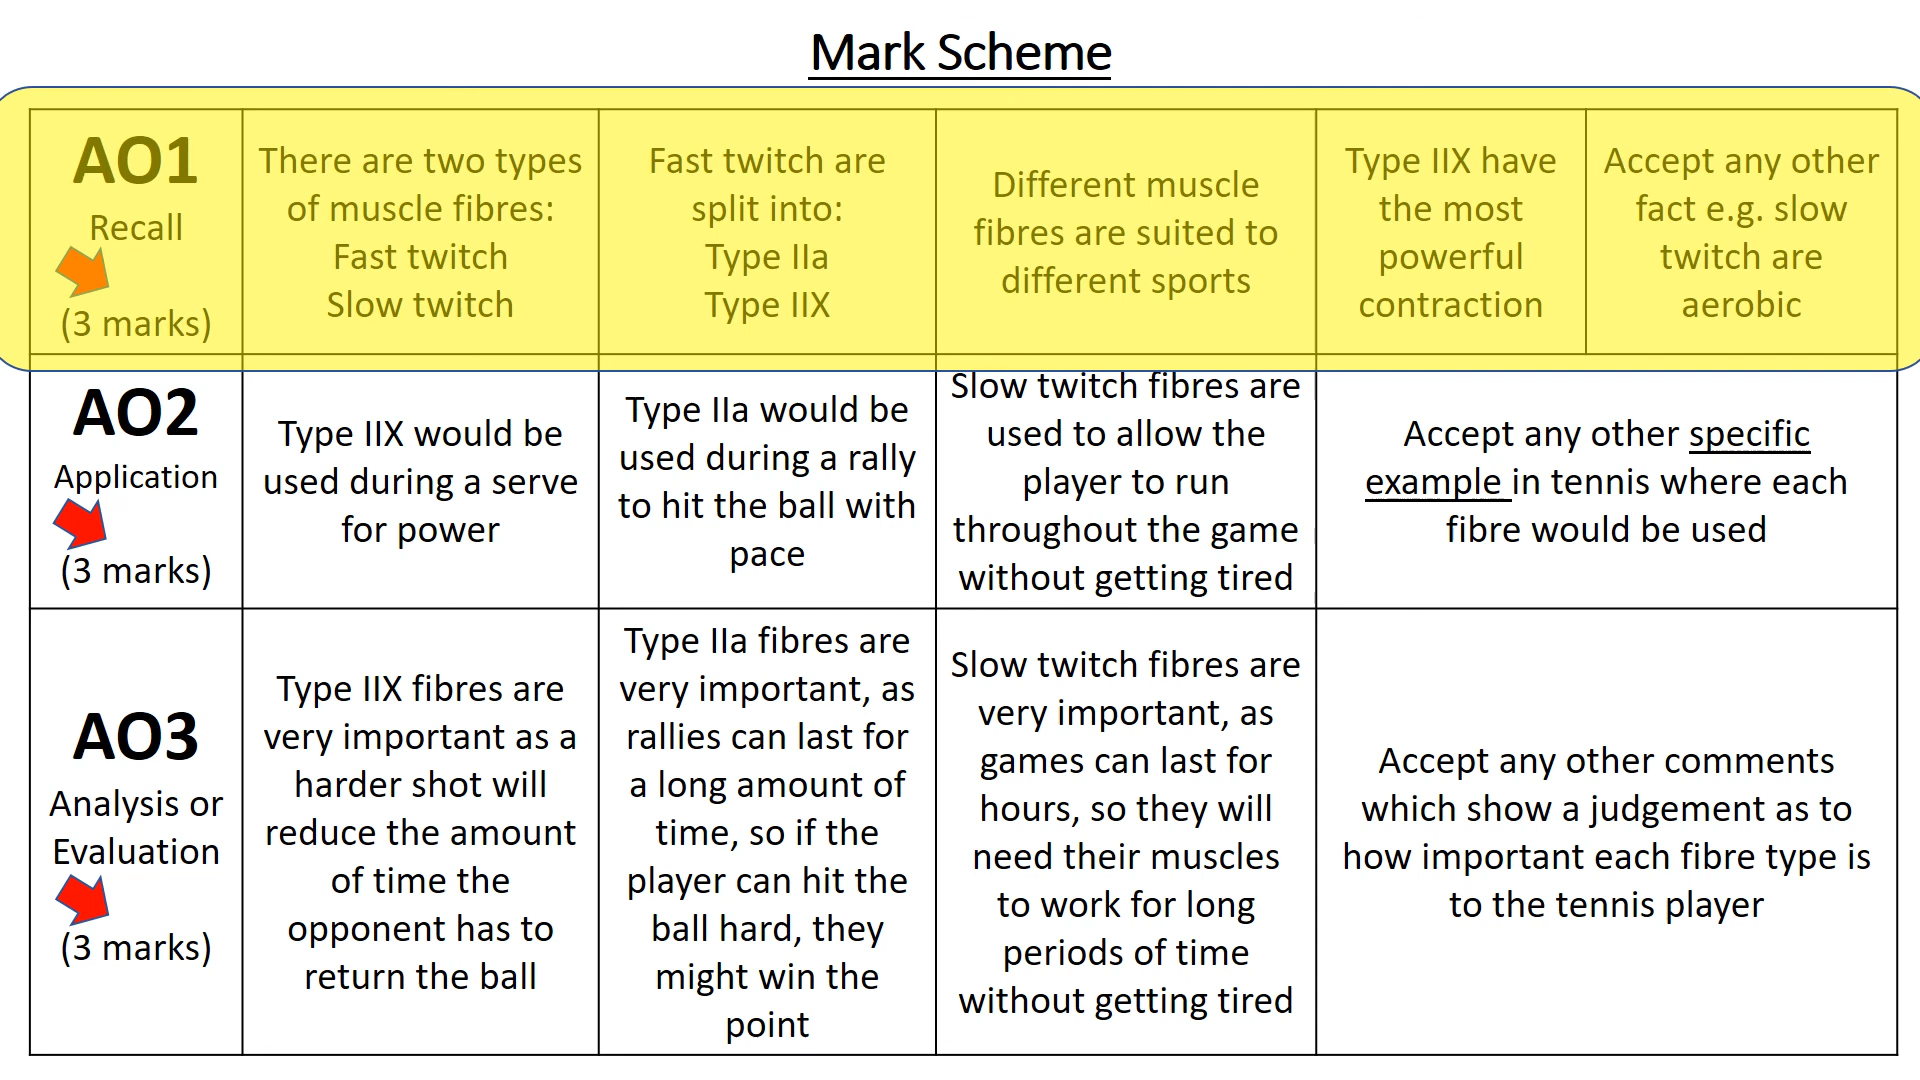 Mark Scheme
AO1
Recall
(3 marks)
There are two types
of muscle fibres:
Fast twitch
Slow twitch
Fast twitch are
split into:
Type IIa
Type IIX
Different muscle
fibres are suited to
different sports
Type IIX have
the most
powerful
contraction
Accept any other
fact e.g. slow
twitch are
aerobic
AO2
Application
(3 marks)
Type IIX would be
used during a serve
for power
Type IIa would be
used during a rally
to hit the ball with
pace
Slow twitch fibres are
used to allow the
player to run
throughout the game
without getting tired
Accept any other specific
example in tennis where each
fibre would be used
AO3
Analysis or
Evaluation
(3 marks)
Type IIX fibres are
very important as a
harder shot will
reduce the amount
of time the
opponent has to
return the ball
Type IIa fibres are
very important, as
rallies can last for
a long amount of
time, so if the
player can hit the
ball hard, they
might win the
point
Slow twitch fibres are
very important, as
games can last for
hours, so they will
need their muscles
to work for long
periods of time
without getting tired
Accept any other comments
which show a judgement as to
how important each fibre type is
to the tennis player